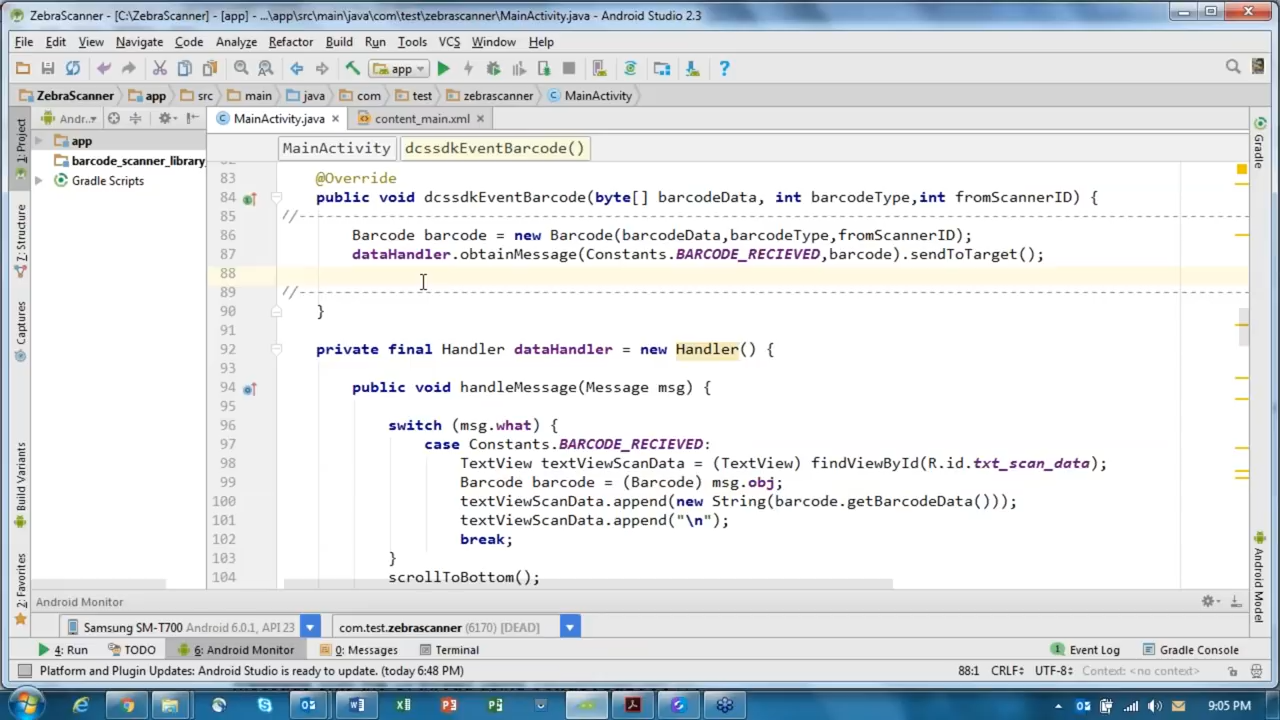 ZebraScanner - [C:\ZebraScanner] - [app] - ...\app\src\main\java\com\test\zebrascanner\MainActivity.java - Android Studio 2.3
File Edit View Navigate Code Analyze Refactor Build Run Tools VCS Window Help
app
ZebraScanner app src main java com test zebrascanner MainActivity
1: Project
Andr..
MainActivity.java content_main.xml
Gradle
app
barcode_scanner_library
Gradle Scripts
MainActivity dcssdkEventBarcode()
83 @Override
84 public void dcssdkEventBarcode(byte[] barcodeData, int barcodeType,int fromScannerID) {
85 //-----------------------------------------------------------------------------------------
86 Barcode barcode = new Barcode(barcodeData,barcodeType,fromScannerID);
87 dataHandler.obtainMessage(Constants.BARCODE_RECIEVED,barcode).sendToTarget();
88
89 //-----------------------------------------------------------------------------------------
90 }
91
92 private final Handler dataHandler = new Handler() {
93
94 public void handleMessage(Message msg) {
95
96 switch (msg.what) {
97 case Constants.BARCODE_RECIEVED:
98 TextView textViewScanData = (TextView) findViewById(R.id.txt_scan_data);
99 Barcode barcode = (Barcode) msg.obj;
100 textViewScanData.append(new String(barcode.getBarcodeData()));
101 textViewScanData.append("\n");
102 break;
103 }
104 scrollToBottom();
7: Structure
Captures
Build Variants
2: Favorites
Android Model
Android Monitor
Samsung SM-T700 Android 6.0.1, API 23 com.test.zebrascanner (6170) [DEAD]
4: Run TODO 6: Android Monitor 0: Messages Terminal 1 Event Log Gradle Console
Platform and Plugin Updates: Android Studio is ready to update. (today 6:48 PM) 88:1 CRLF÷ UTF-8÷ Context: <no context>
9:05 PM